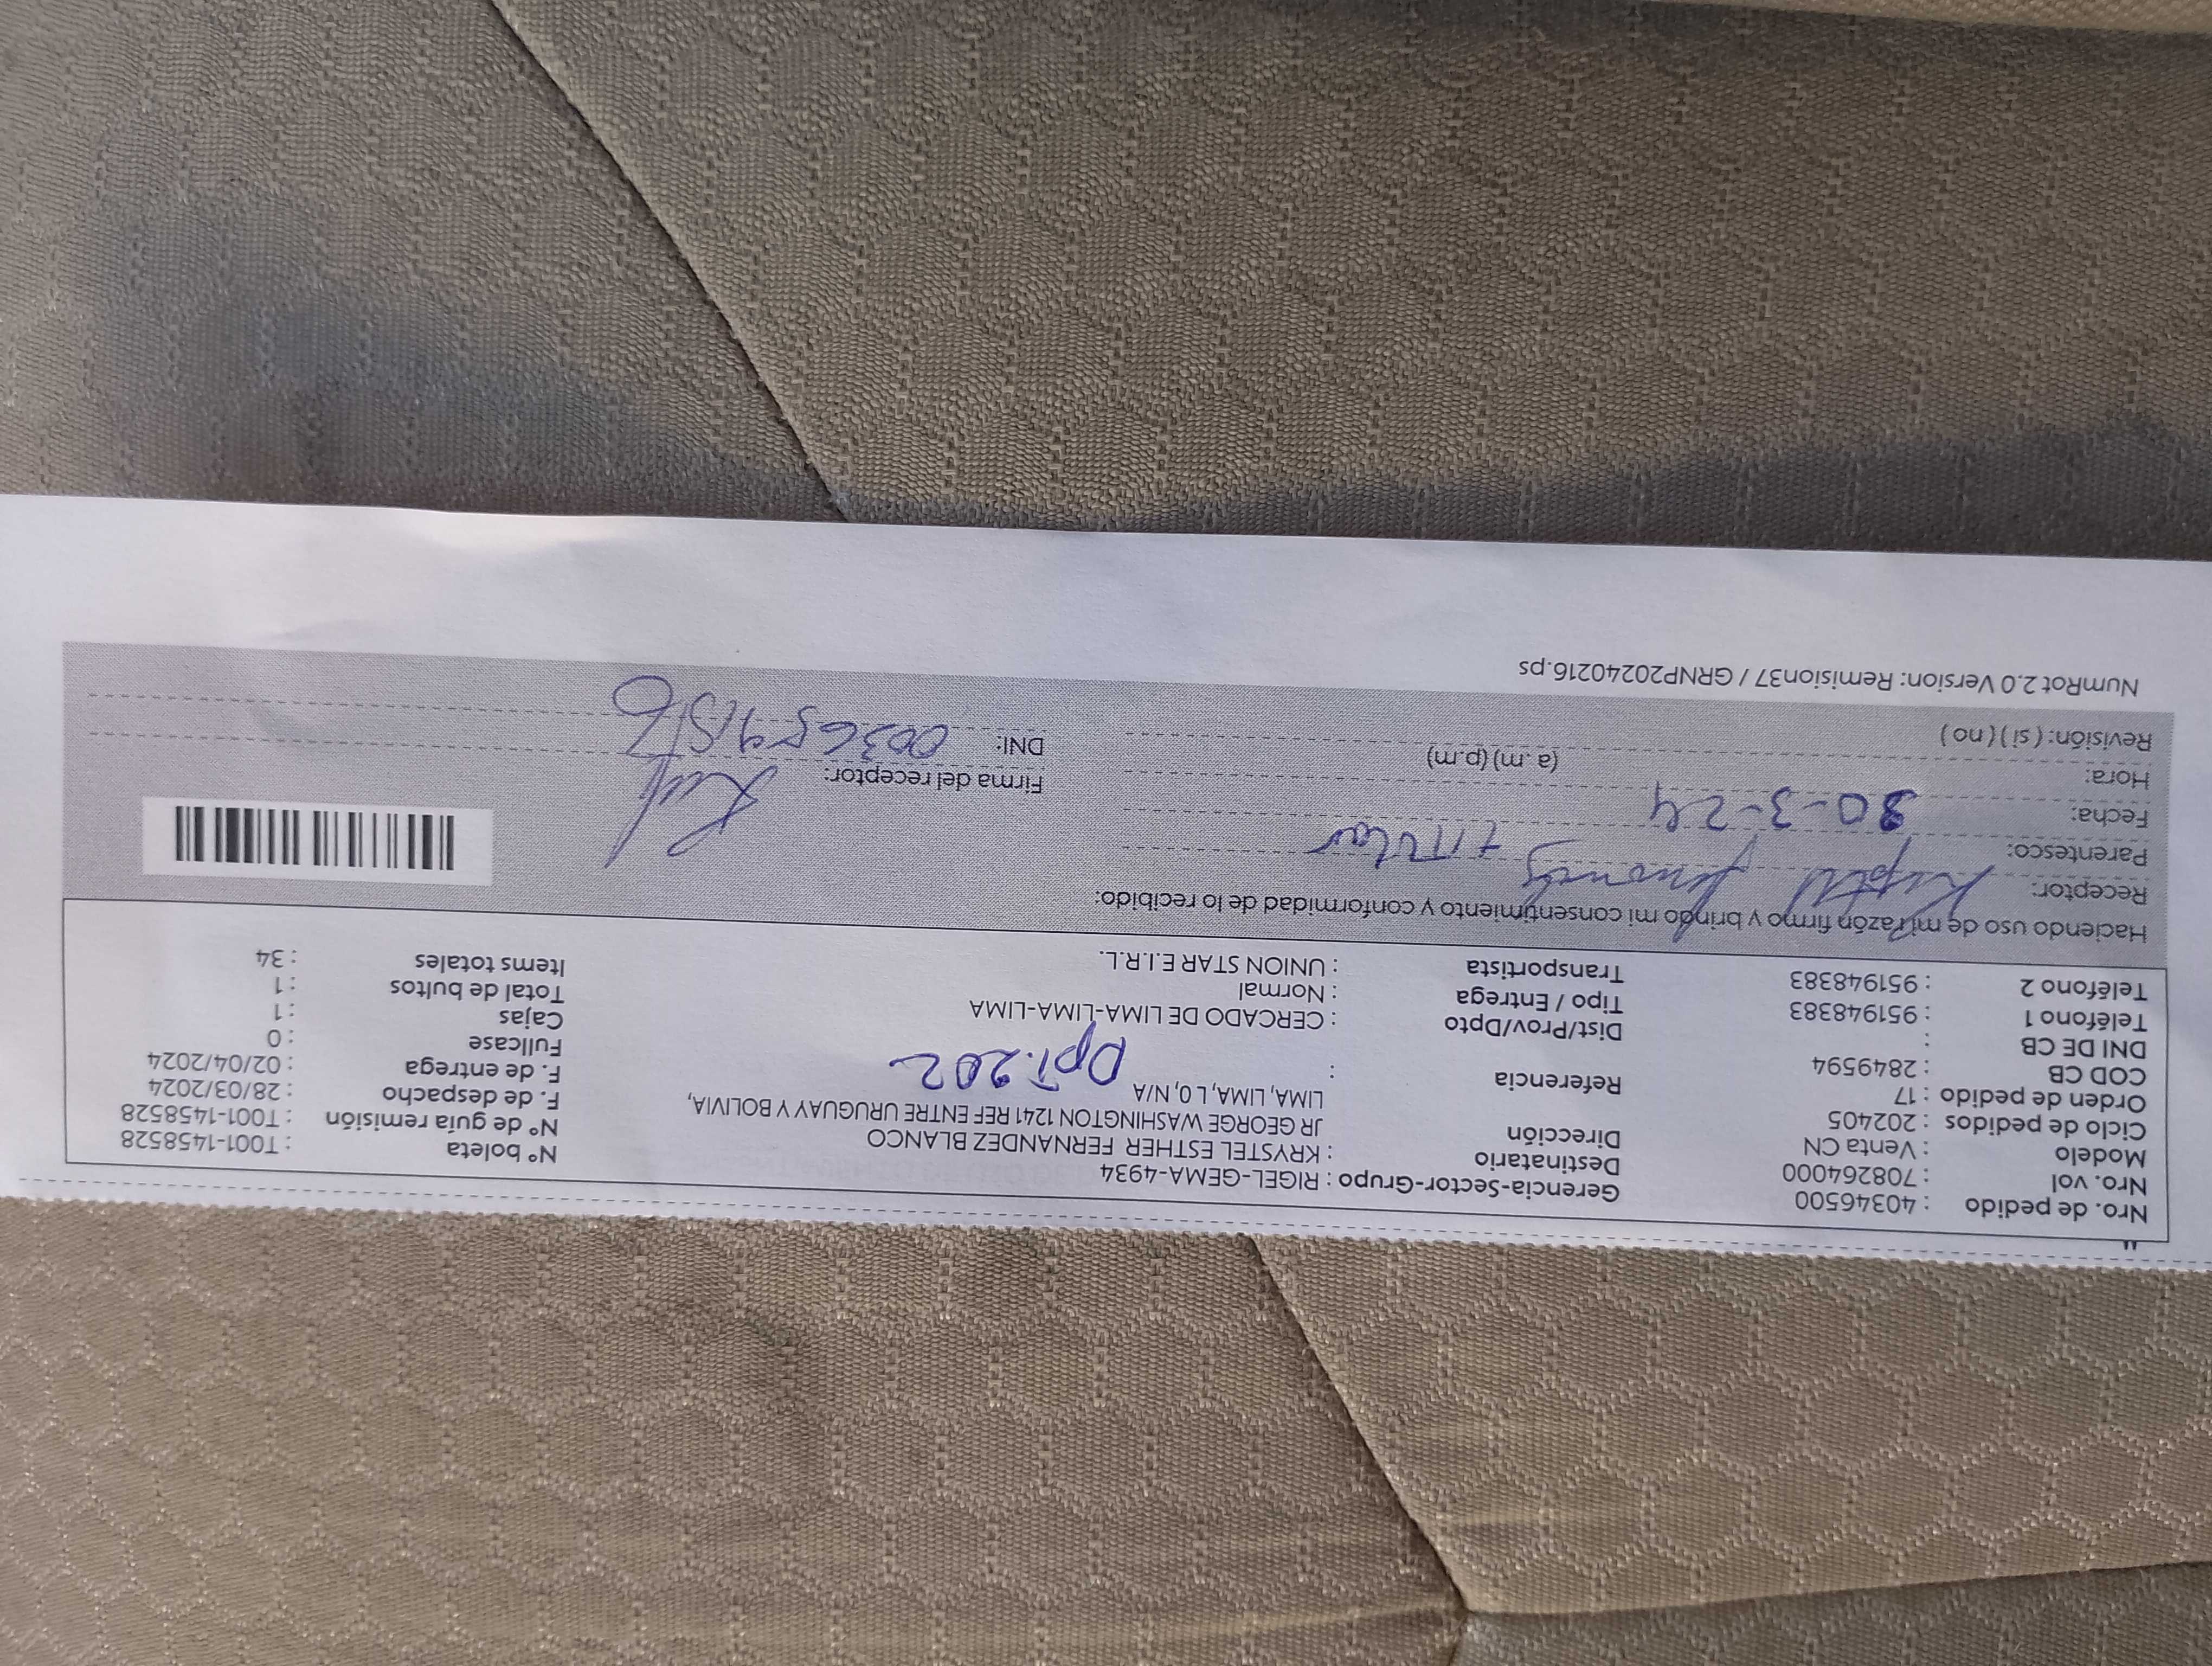 Nro. de pedido : 40346500
Nro. vol : 708264000
Modelo : Venta CN
Ciclo de pedidos : 202405
Orden de pedido : 17
COD CB : 2849594
DNI DE CB :
Teléfono 1 : 951948383
Teléfono 2 : 951948383
Gerencia-Sector-Grupo : RIGEL-GEMA-4934
Destinatario : KRYSTEL ESTHER FERNANDEZ BLANCO
Dirección JR GEORGE WASHINGTON 1241 REF ENTRE URUGUAY Y BOLIVIA,
LIMA, LIMA, L 0, N/A
Referencia : Dpt. 202
Dist/Prov/Dpto : CERCADO DE LIMA-LIMA-LIMA
Tipo / Entrega : Normal
Transportista : UNION STAR E.I.R.L.
N° boleta : T001-1458528
N° de guía remisión : T001-1458528
F. de despacho : 28/03/2024
F. de entrega : 02/04/2024
Fullcase : 0
Cajas : 1
Total de bultos : 1
Items totales : 34
Haciendo uso de mi razón firmo y brindo mi consentimiento y conformidad de lo recibido:
Receptor:
Parentesco: titular
Fecha: 30-3-24
Hora: (a.m) (p.m)
Revisión: ( si ) ( no )
Firma del receptor:
DNI:
NumRot 2.0 Version: Remision37 / GRNP20240216.ps